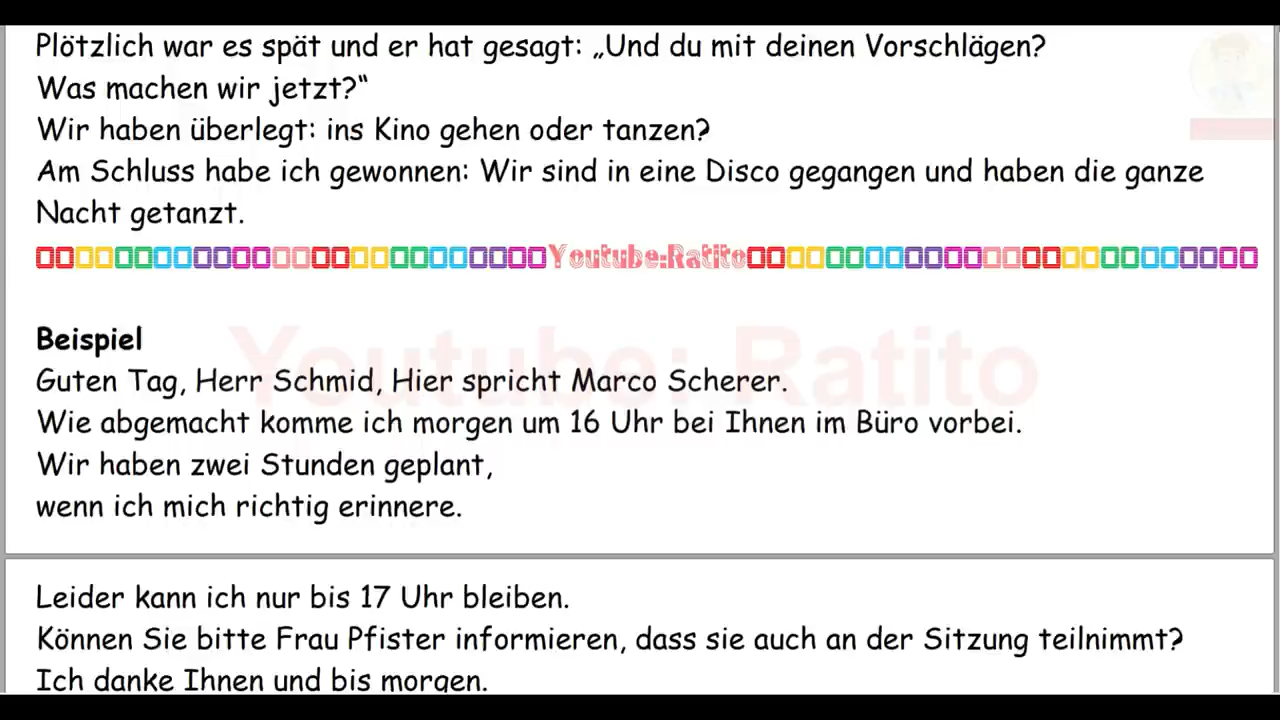 Plötzlich war es spät und er hat gesagt: „Und du mit deinen Vorschlägen?
Was machen wir jetzt?“
Wir haben überlegt: ins Kino gehen oder tanzen?
Am Schluss habe ich gewonnen: Wir sind in eine Disco gegangen und haben die ganze
Nacht getanzt.
Youtube:Ratito
Beispiel
Youtube: Ratito
Guten Tag, Herr Schmid, Hier spricht Marco Scherer.
Wie abgemacht komme ich morgen um 16 Uhr bei Ihnen im Büro vorbei.
Wir haben zwei Stunden geplant,
wenn ich mich richtig erinnere.
Leider kann ich nur bis 17 Uhr bleiben.
Können Sie bitte Frau Pfister informieren, dass sie auch an der Sitzung teilnimmt?
Ich danke Ihnen und bis morgen.